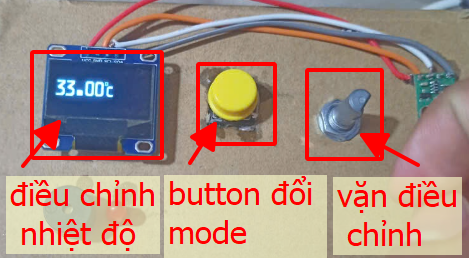 33.00℃
điều chỉnh
nhiệt độ
button đổi
mode
vặn điều
chỉnh